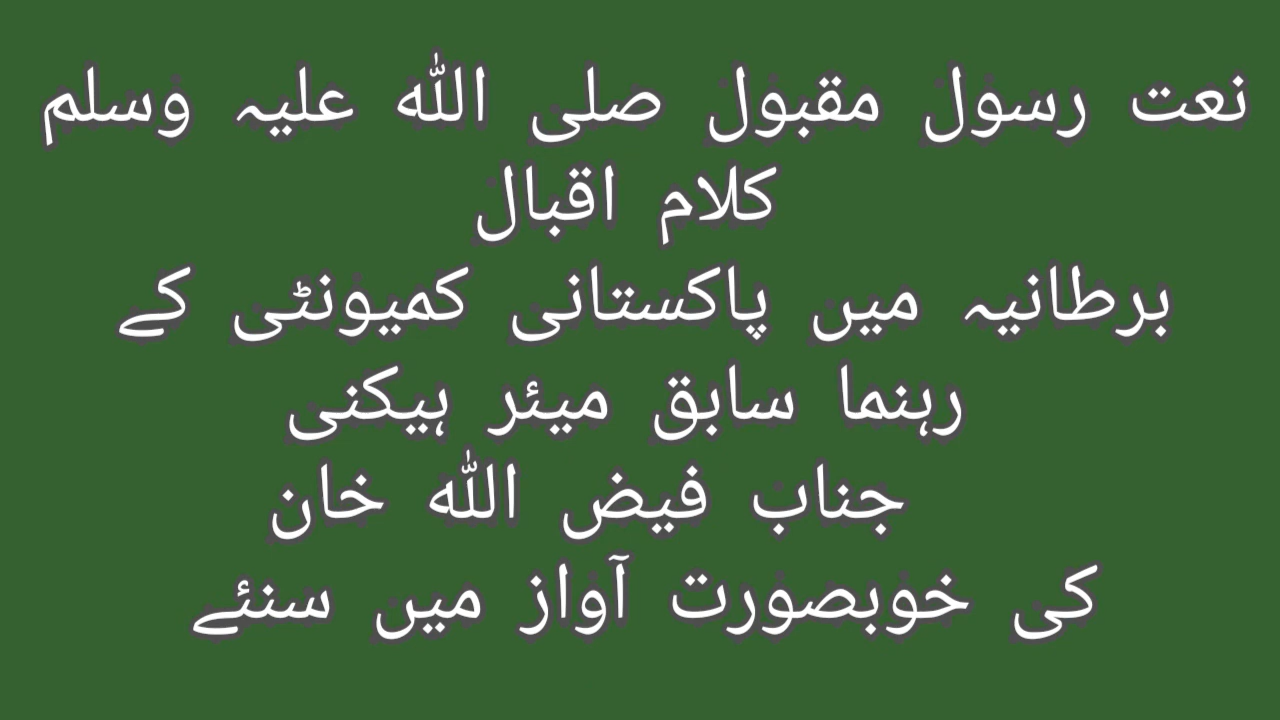 نعت رسول مقبول صلی اللہ علیہ وسلم
کلام اقبال
برطانیہ میں پاکستانی کمیونٹی کے
رہنما سابق میئر ہیکنی
جناب فیض اللہ خان
کی خوبصورت آواز میں سنئے